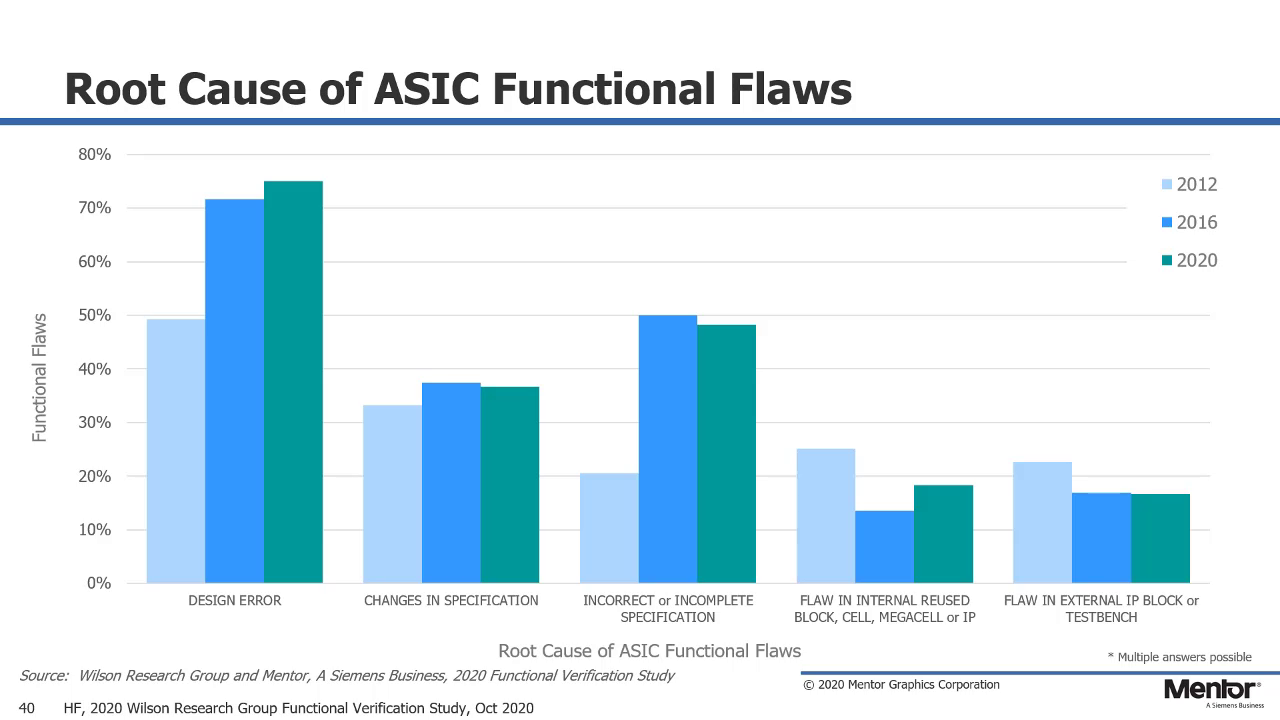 Root Cause of ASIC Functional Flaws
80%
70%
60%
50%
40%
30%
20%
10%
0%
Functional Flaws
2012
2016
2020
DESIGN ERROR
CHANGES IN SPECIFICATION
INCORRECT or INCOMPLETE
SPECIFICATION
FLAW IN INTERNAL REUSED
BLOCK, CELL, MEGACELL or IP
FLAW IN EXTERNAL IP BLOCK or
TESTBENCH
Root Cause of ASIC Functional Flaws
* Multiple answers possible
Source: Wilson Research Group and Mentor, A Siemens Business, 2020 Functional Verification Study
© 2020 Mentor Graphics Corporation
Mentor®
A Siemens Business
40 HF, 2020 Wilson Research Group Functional Verification Study, Oct 2020